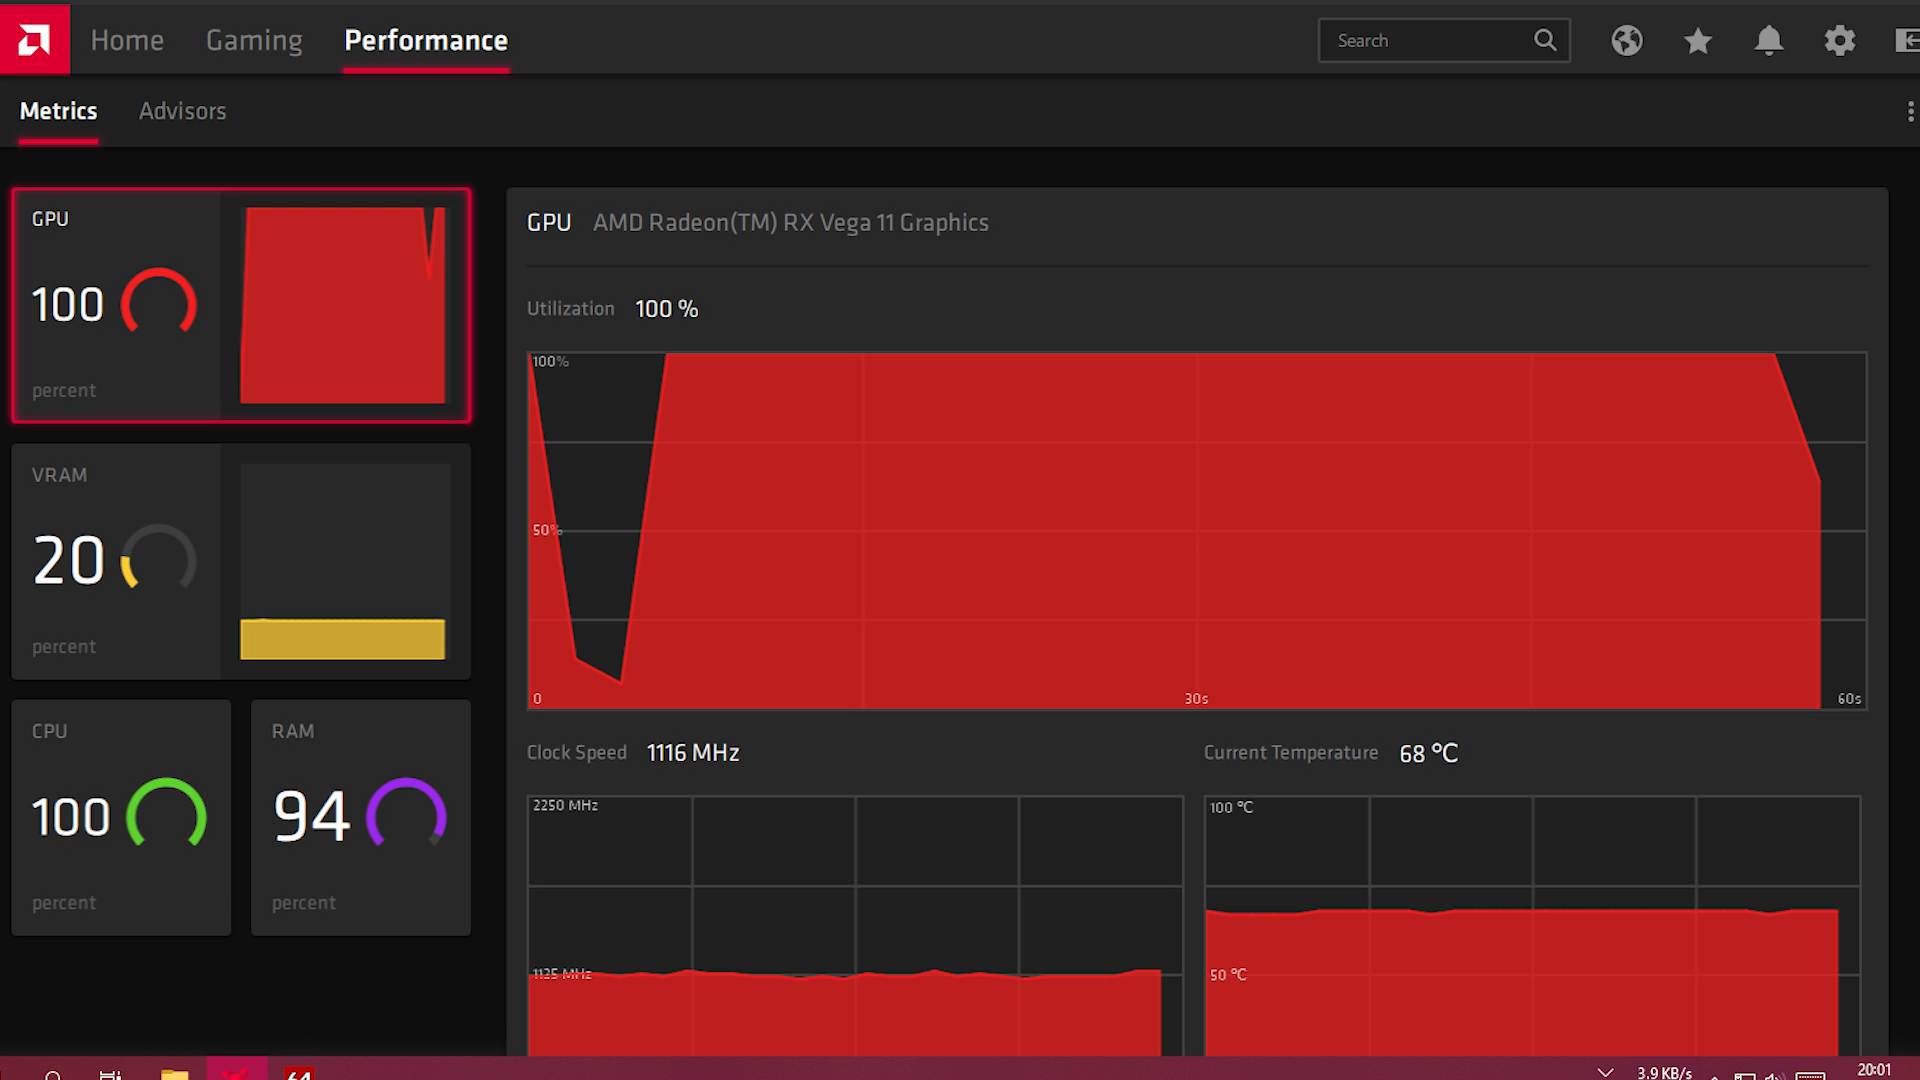 Home Gaming Performance Search
Metrics Advisors
GPU
100
percent
VRAM
20
percent
CPU
100
percent
RAM
94
percent
GPU AMD Radeon(TM) RX Vega 11 Graphics
Utilization 100 %
100%
50%
0 30s 60s
Clock Speed 1116 MHz
2250 MHz
1125 MHz
Current Temperature 68 °C
100 °C
50 °C
64
3.9 KB/s 20:01